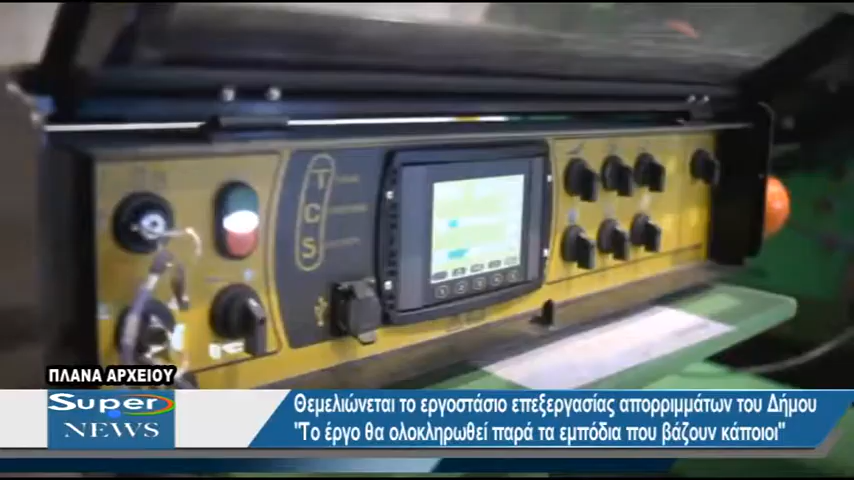 T
C
S
ΠΛΑΝΑ ΑΡΧΕΙΟΥ
Super
NEWS
Θεμελιώνεται το εργοστάσιο επεξεργασίας απορριμμάτων του Δήμου
"Το έργο θα ολοκληρωθεί παρά τα εμπόδια που βάζουν κάποιοι"